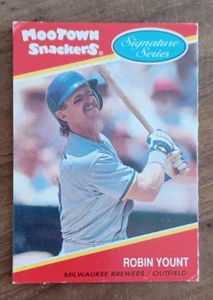 MooTown
Snackers®
Signature
Series
ROBIN YOUNT
MILWAUKEE BREWERS / OUTFIELD